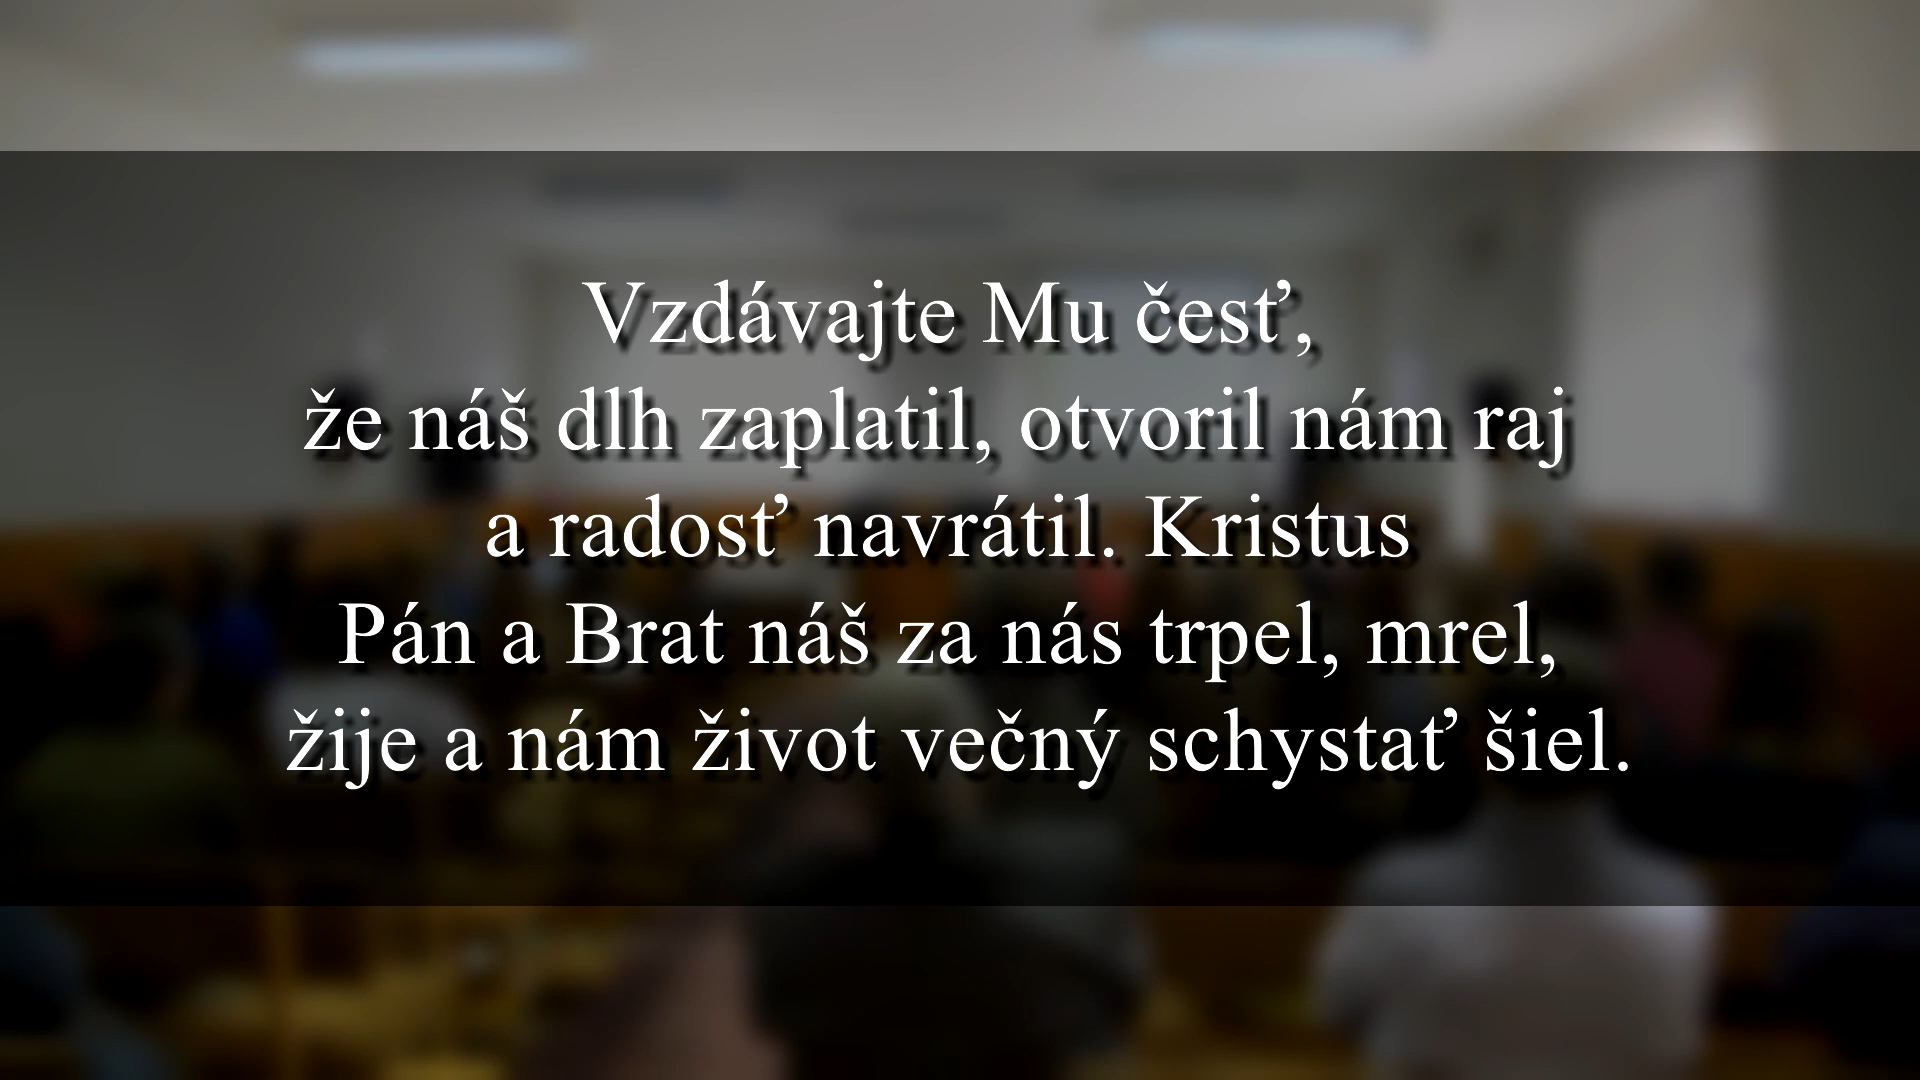 Vzdávajte Mu česť,
že náš dlh zaplatil, otvoril nám raj
a radosť navrátil. Kristus
Pán a Brat náš za nás trpel, mrel,
žije a nám život večný schystať šiel.